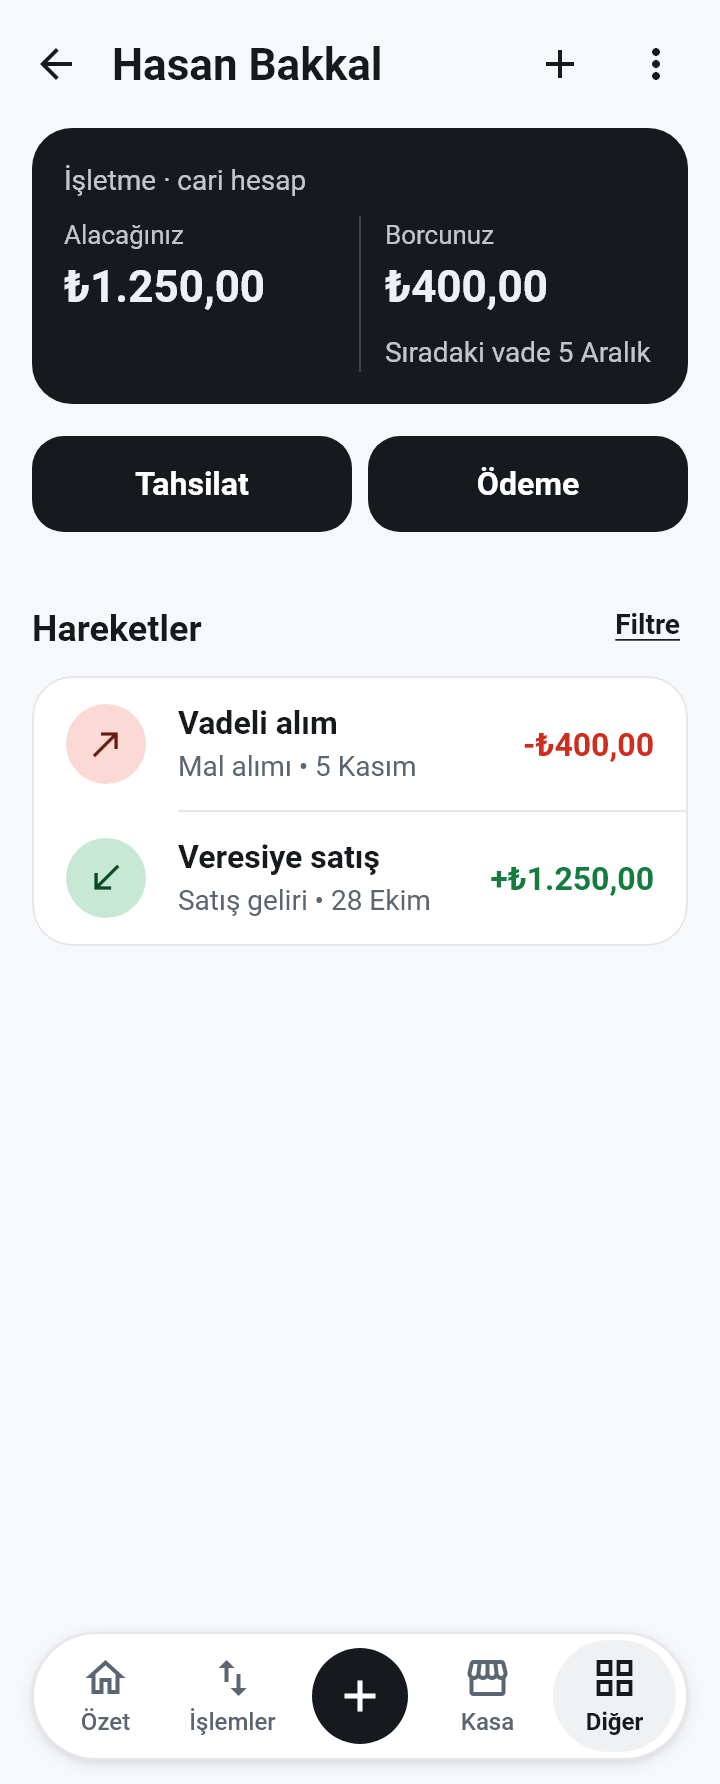 Hasan Bakkal
İşletme · cari hesap
Alacağınız
₺1.250,00
Borcunuz
₺400,00
Sıradaki vade 5 Aralık
Tahsilat
Ödeme
Hareketler
Filtre
Vadeli alım
Mal alımı • 5 Kasım
-₺400,00
Veresiye satış
Satış geliri • 28 Ekim
+₺1.250,00
Özet
İşlemler
Kasa
Diğer